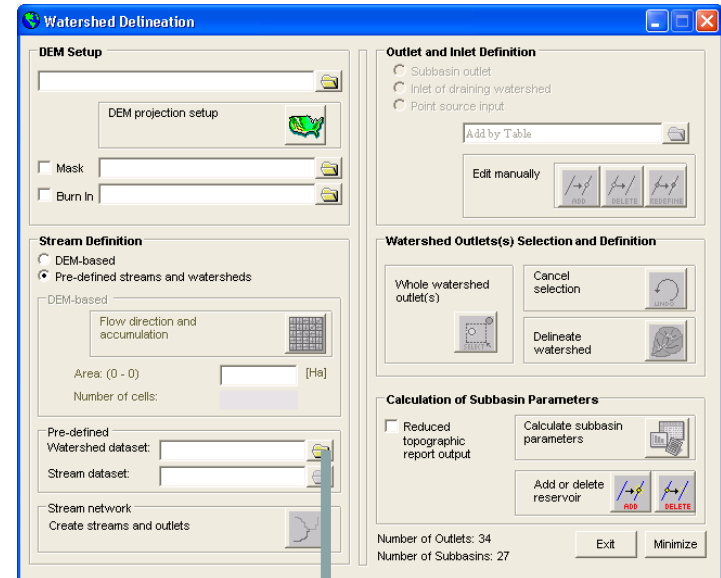 Watershed Delineation
DEM Setup
DEM projection setup
Mask
Burn In
Stream Definition
DEM-based
Pre-defined streams and watersheds
DEM-based
Flow direction and
accumulation
Area: (0 - 0)
[Ha]
Number of cells:
Pre-defined
Watershed dataset:
Stream dataset:
Stream network
Create streams and outlets
Outlet and Inlet Definition
Subbasin outlet
Inlet of draining watershed
Point source input
Add by Table
Edit manually
ADD
DELETE
REDEFINE
Watershed Outlets(s) Selection and Definition
Whole watershed
outlet(s)
SELECT
Cancel
selection
UNDO
Delineate
watershed
Calculation of Subbasin Parameters
Reduced
topographic
report output
Calculate subbasin
parameters
Add or delete
reservoir
ADD
DELETE
Number of Outlets: 34
Number of Subbasins: 27
Exit
Minimize